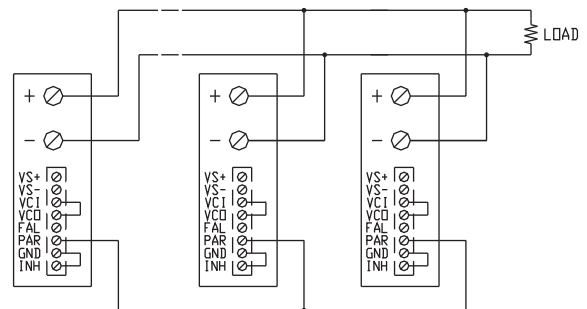 LOAD
+ + +
- - -
VS+ VS+ VS+
VS- VS- VS-
VCI VCI VCI
VCO VCO VCO
FAL FAL FAL
PAR PAR PAR
GND GND GND
INH INH INH